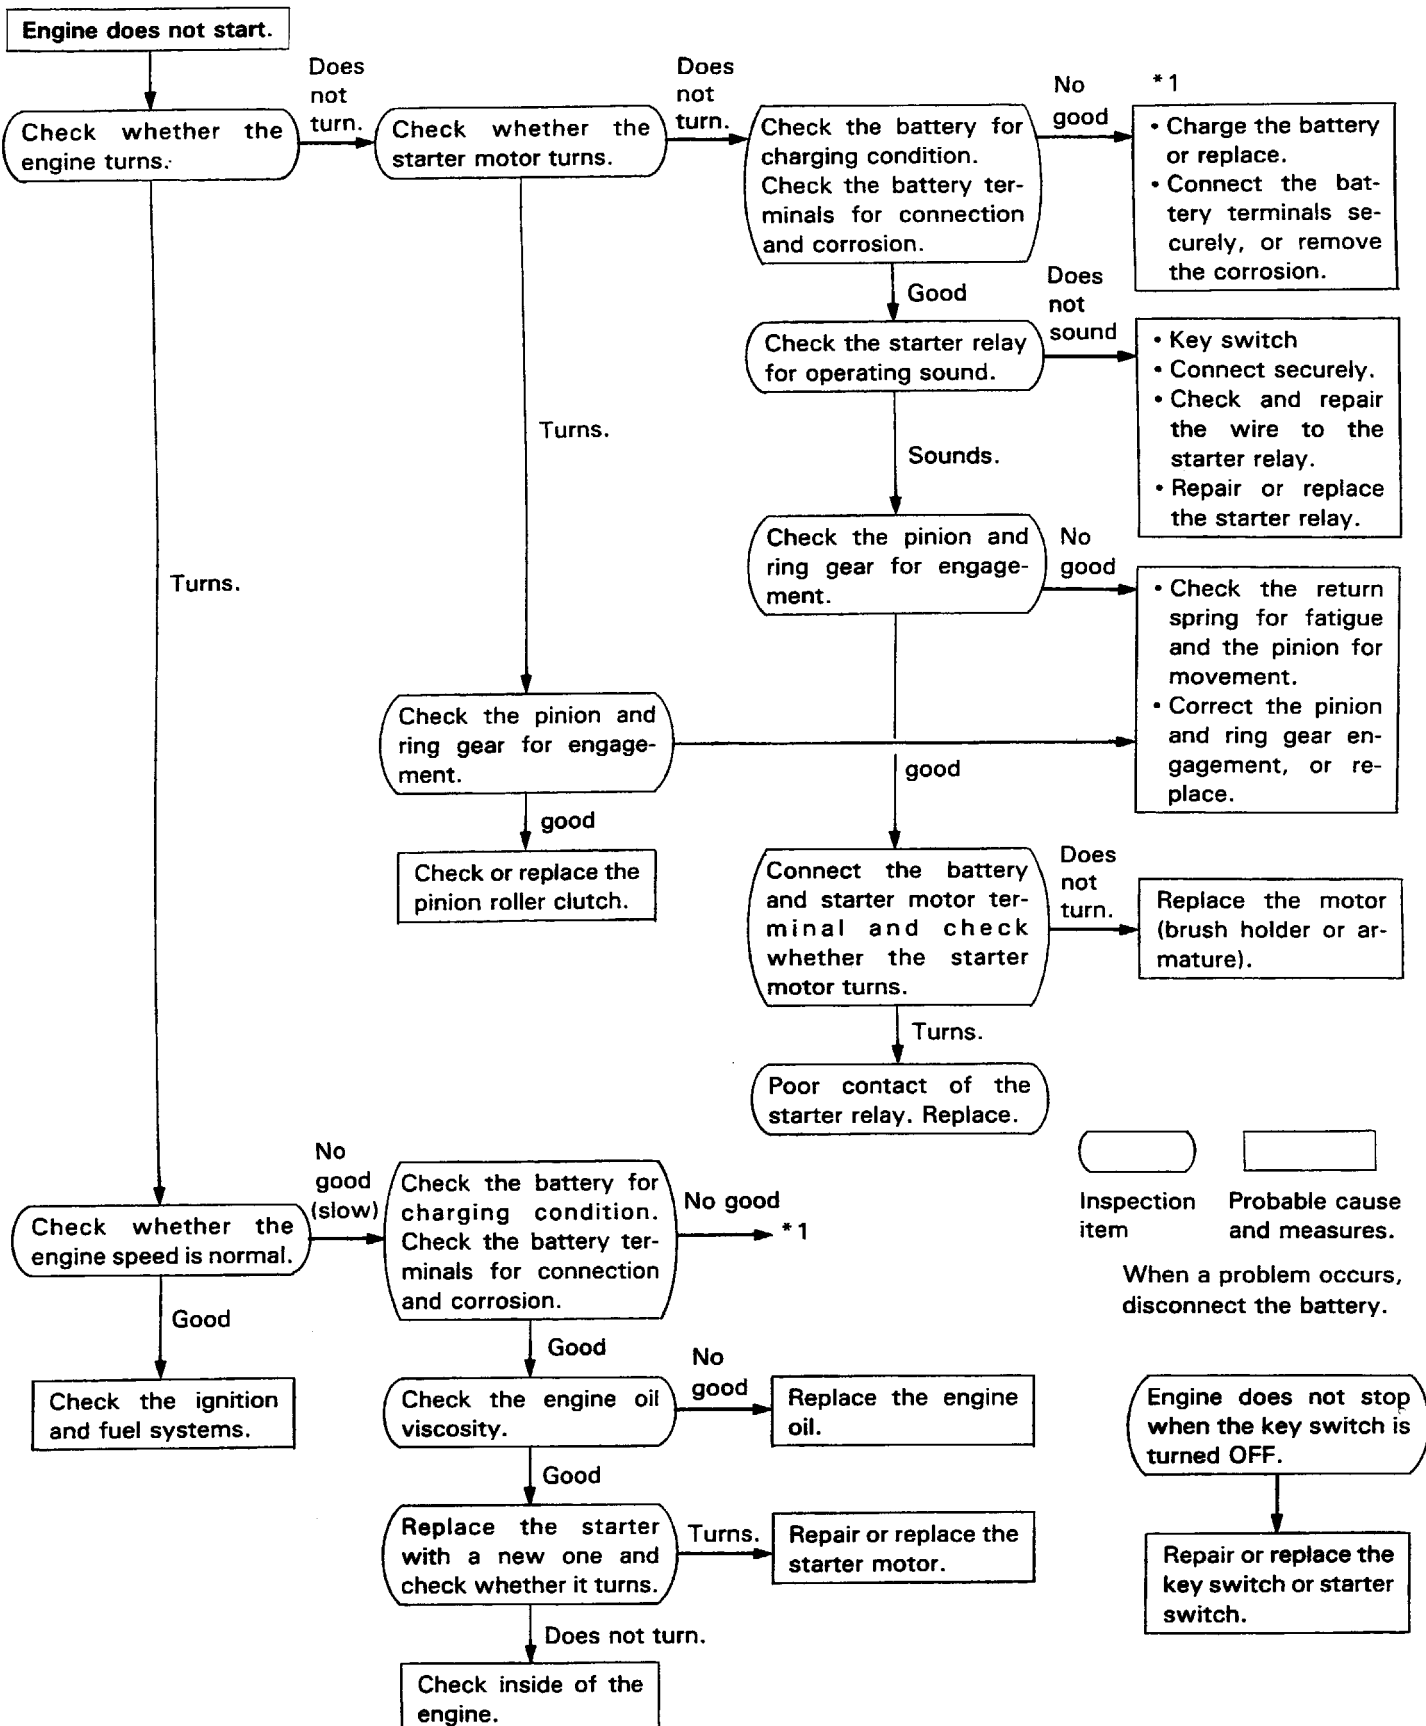 Engine does not start.
Check whether the
engine turns.
Does
not
turn.
Check whether the
starter motor turns.
Does
not
turn.
Check the battery for
charging condition.
Check the battery ter-
minals for connection
and corrosion.
No
good
*1
• Charge the battery
or replace.
• Connect the bat-
tery terminals se-
curely, or remove
the corrosion.
Good
Check the starter relay
for operating sound.
Does
not
sound
• Key switch
• Connect securely.
• Check and repair
the wire to the
starter relay.
• Repair or replace
the starter relay.
Turns.
Sounds.
Check the pinion and
ring gear for engage-
ment.
No
good
• Check the return
spring for fatigue
and the pinion for
movement.
• Correct the pinion
and ring gear en-
gagement, or re-
place.
Turns.
Check the pinion and
ring gear for engage-
ment.
good
good
Check or replace the
pinion roller clutch.
Connect the battery
and starter motor ter-
minal and check
whether the starter
motor turns.
Does
not
turn.
Replace the motor
(brush holder or ar-
mature).
Turns.
Poor contact of the
starter relay. Replace.
Inspection
item
Probable cause
and measures.
When a problem occurs,
disconnect the battery.
Check whether the
engine speed is normal.
No
good
(slow)
Check the battery for
charging condition.
Check the battery ter-
minals for connection
and corrosion.
No good
*1
Good
Check the ignition
and fuel systems.
Good
Check the engine oil
viscosity.
No
good
Replace the engine
oil.
Good
Replace the starter
with a new one and
check whether it turns.
Turns.
Repair or replace the
starter motor.
Does not turn.
Check inside of the
engine.
Engine does not stop
when the key switch is
turned OFF.
Repair or replace the
key switch or starter
switch.